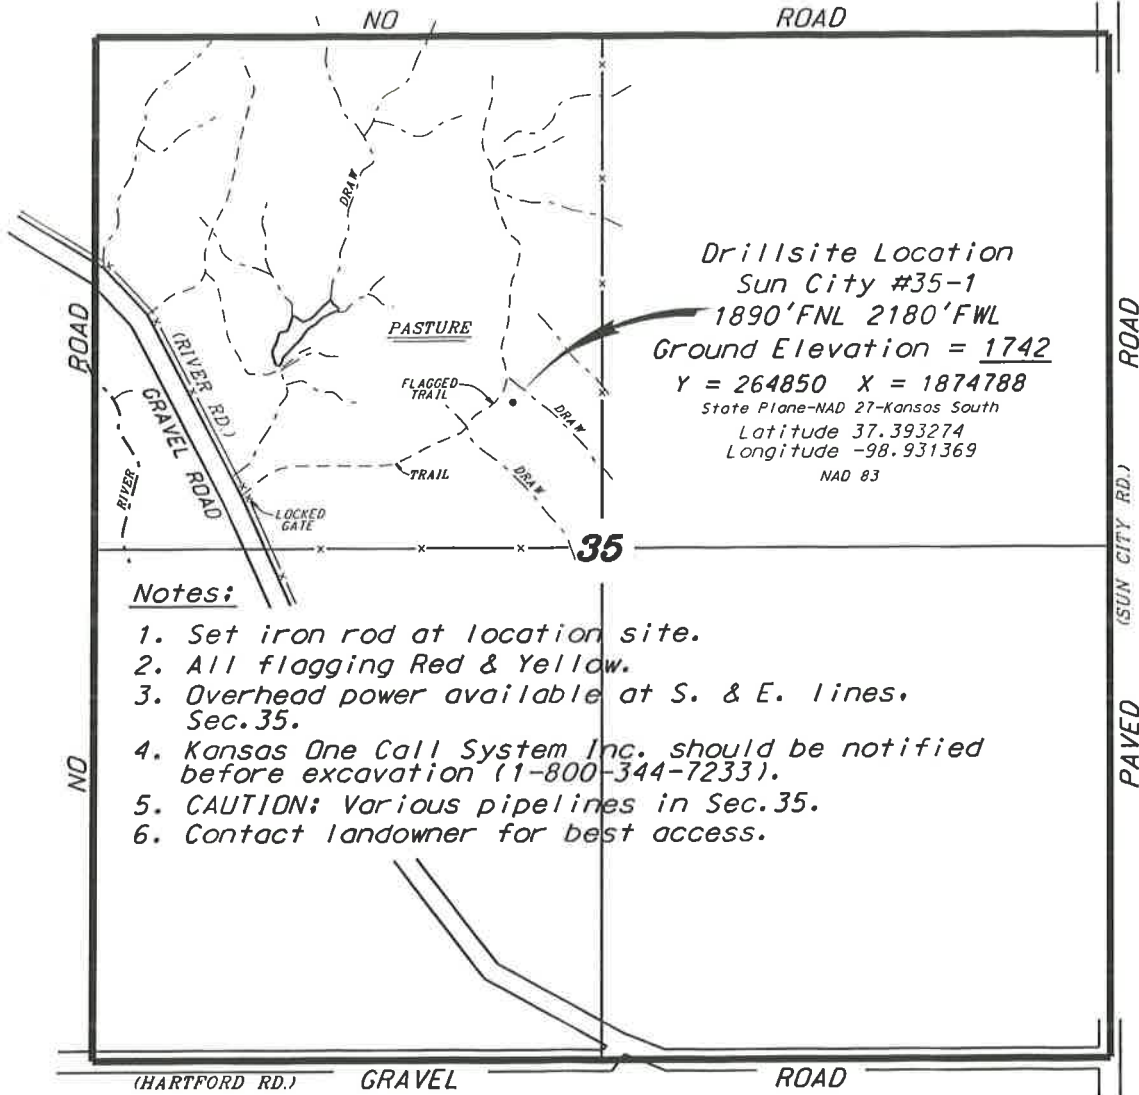 NO ROAD
DRAW
Drillsite Location
Sun City #35-1
1890'FNL 2180'FWL
Ground Elevation = 1742
Y = 264850 X = 1874788
State Plane-NAD 27-Kansas South
Latitude 37.393274
Longitude -98.931369
NAD 83
PASTURE
ROAD
(RIVER RD.)
GRAVEL ROAD
FLAGGED
TRAIL
DRAW
DRAW
TRAIL
RIVER
LOCKED
GATE
ROAD
(SUN CITY RD.)
PAVED
35
Notes:
1. Set iron rod at location site.
2. All flagging Red & Yellow.
3. Overhead power available at S. & E. lines,
Sec.35.
4. Kansas One Call System Inc. should be notified
before excavation (1-800-344-7233).
5. CAUTION: Various pipelines in Sec.35.
6. Contact landowner for best access.
NO
(HARTFORD RD.) GRAVEL ROAD